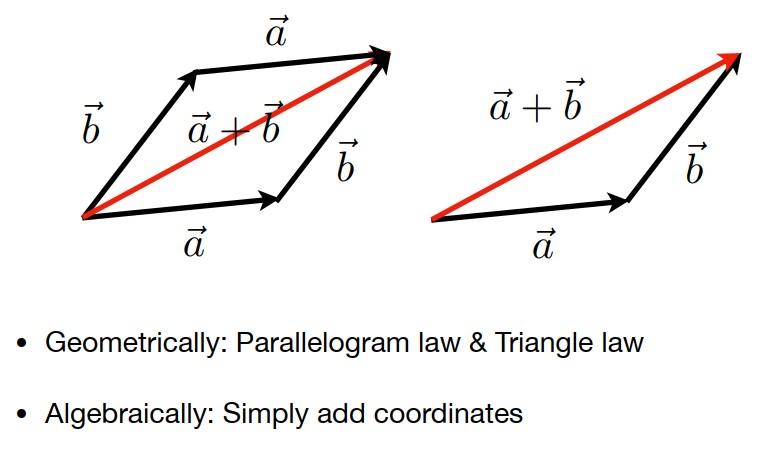 $\vec{a}$
$\vec{b}$
$\vec{a} + \vec{b}$
$\vec{b}$
$\vec{a}$
$\vec{a} + \vec{b}$
$\vec{b}$
$\vec{a}$
• Geometrically: Parallelogram law & Triangle law
• Algebraically: Simply add coordinates